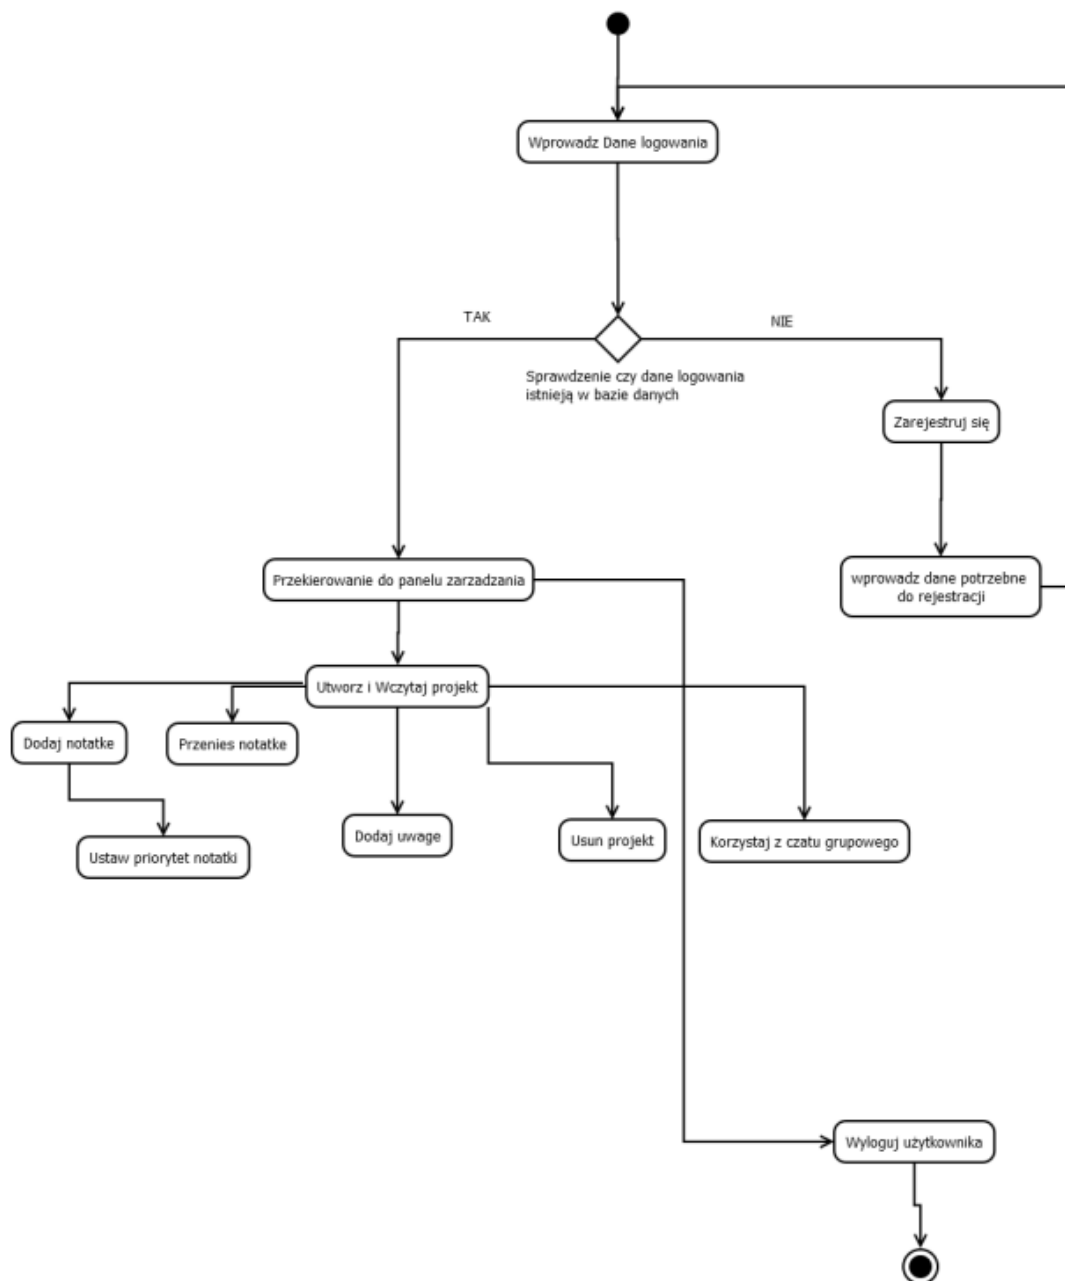 Wprowadz Dane logowania
TAK
NIE
Sprawdzenie czy dane logowania
istnieją w bazie danych
Zarejestruj się
Przekierowanie do panelu zarzadzania
wprowadz dane potrzebne
do rejestracji
Utworz i Wczytaj projekt
Dodaj notatke
Przenies notatke
Ustaw priorytet notatki
Dodaj uwage
Usun projekt
Korzystaj z czatu grupowego
Wyloguj użytkownika